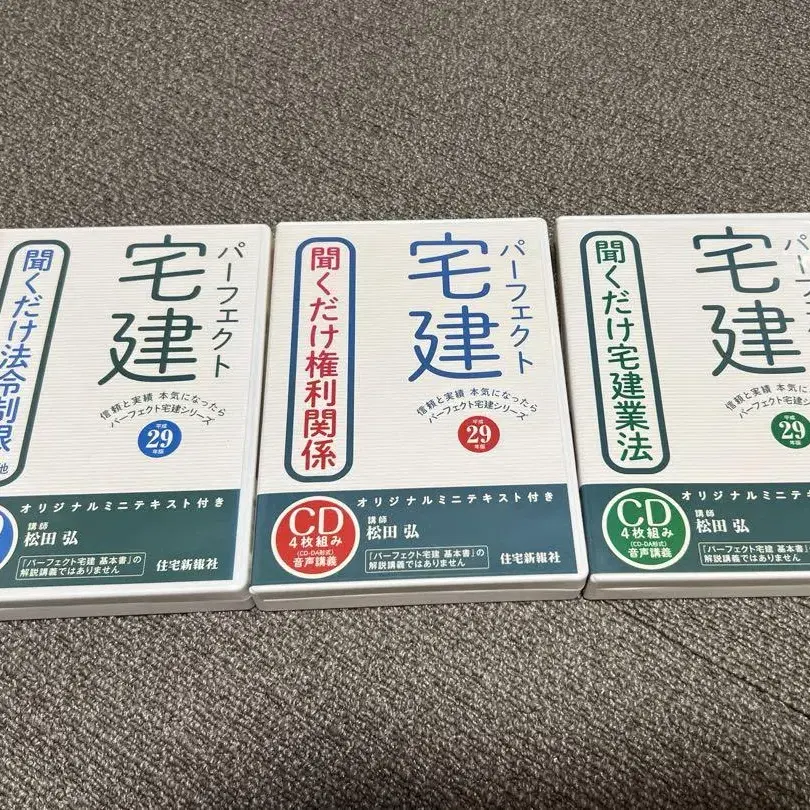 パーフェクト
宅建
聞くだけ法令制限
他
信頼と実績 本気になったら
パーフェクト宅建シリーズ
平成
29
年版
オリジナルミニテキスト付き
講師
松田 弘
「パーフェクト宅建 基本書」の
解説講義ではありません
住宅新報社
パーフェクト
宅建
聞くだけ権利関係
信頼と実績 本気になったら
パーフェクト宅建シリーズ
平成
29
年版
オリジナルミニテキスト付き
CD
4枚組み
(CD-DA形式)
音声講義
講師
松田 弘
「パーフェクト宅建 基本書」の
解説講義ではありません
住宅新報社
パーフェ
宅建
聞くだけ宅建業法
信頼と実績 本気にな
パーフェクト宅建シ
平成
29
年版
オリジナルミニテキス
CD
4枚組み
(CD-DA形式)
音声講義
講師
松田 弘
「パーフェクト宅建 基本書」の
解説講義ではありません